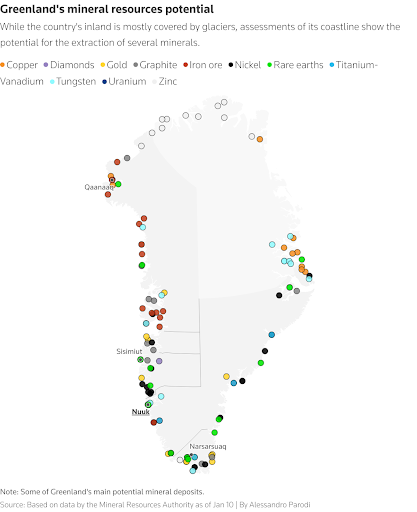 Greenland's mineral resources potential
While the country's inland is mostly covered by glaciers, assessments of its coastline show the
potential for the extraction of several minerals.
Copper Diamonds Gold Graphite Iron ore Nickel Rare earths Titanium-
Vanadium Tungsten Uranium Zinc
Qaanaaq
Sisimiut
Nuuk
Narsarsuaq
Note: Some of Greenland's main potential mineral deposits.
Source: Based on data by the Mineral Resources Authority as of Jan 10 | By Alessandro Parodi